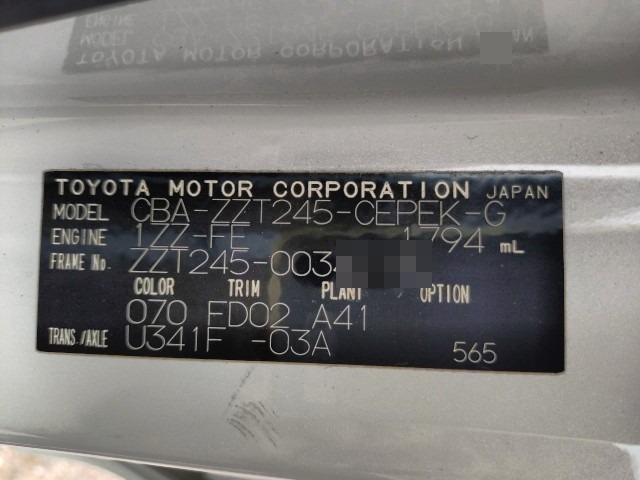 TOYOTA MOTOR CORPORATION JAPAN
MODEL CBA-ZZT245-CEPEK-G
ENGINE 1ZZ-FE 1794 mL
FRAME No. ZZT245-003
COLOR TRIM PLANT OPTION
070 FD02 A41
TRANS./AXLE U341F -03A
565